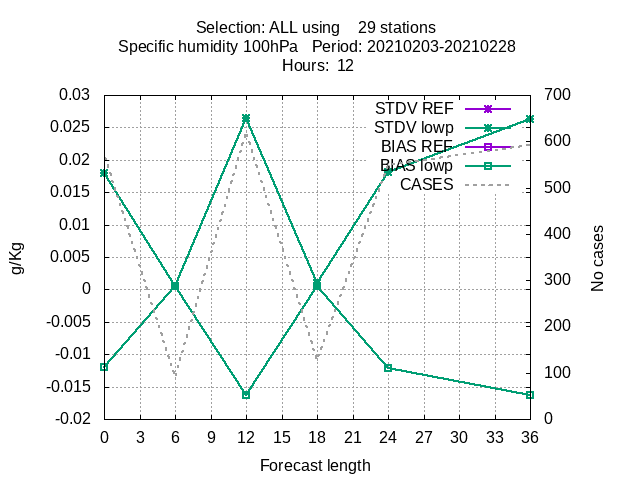 Selection: ALL using    29 stations
Specific humidity 100hPa   Period: 20210203-20210228
Hours:  12
0.03
0.025
0.02
0.015
0.01
0.005
0
-0.005
-0.01
-0.015
-0.02
g/Kg
STDV REF
STDV lowp
BIAS REF
BIAS lowp
CASES
700
600
500
400
300
200
100
0
No cases
0 3 6 9 12 15 18 21 24 27 30 33 36
Forecast length